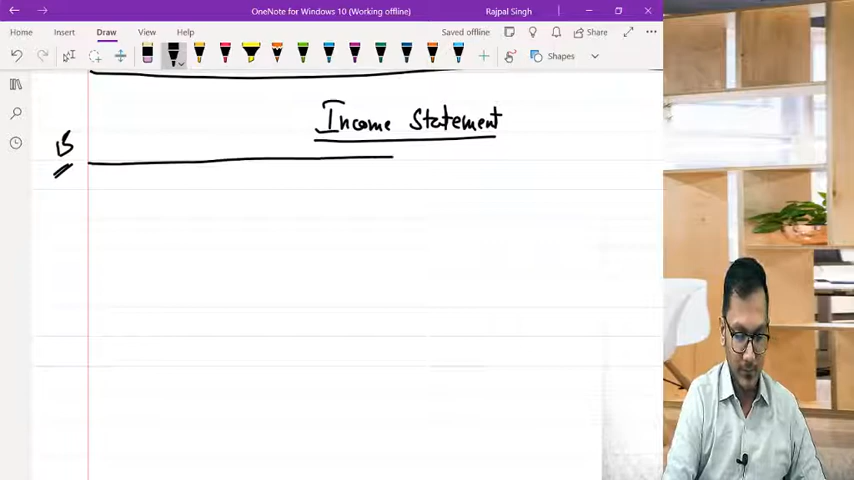 OneNote for Windows 10 (Working offline)
Rajpal Singh
Home Insert Draw View Help
Saved offline
Share
Shapes
Income Statement